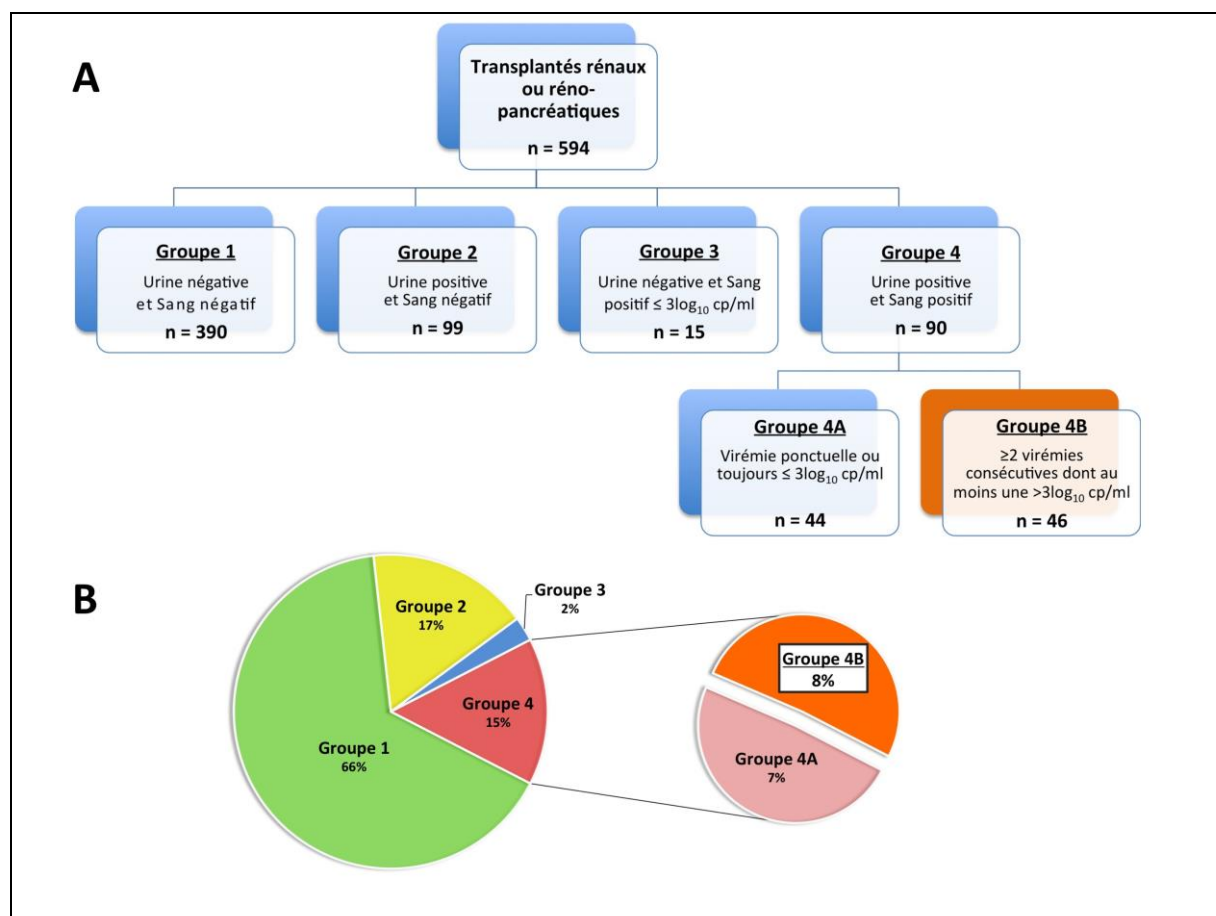 A
Transplantés rénaux
ou réno-
pancréatiques
n = 594
Groupe 1
Urine négative
et Sang négatif
n = 390
Groupe 2
Urine positive
et Sang négatif
n = 99
Groupe 3
Urine négative et Sang
positif ≤ 3log₁₀ cp/ml
n = 15
Groupe 4
Urine positive
et Sang positif
n = 90
Groupe 4A
Virémie ponctuelle ou
toujours ≤ 3log₁₀ cp/ml
n = 44
Groupe 4B
≥2 virémies
consécutives dont au
moins une >3log₁₀ cp/ml
n = 46
B
Groupe 1
66%
Groupe 2
17%
Groupe 3
2%
Groupe 4
15%
Groupe 4B
8%
Groupe 4A
7%